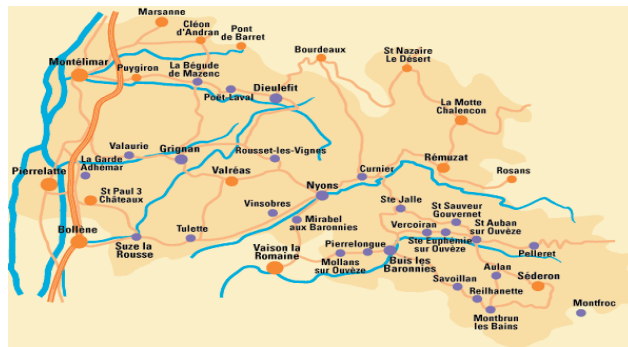 Marsanne
Cléon
d'Andran
Pont
de Barret
Bourdeaux
St Nazaire
Le Désert
Montélimar
Puygiron
La Bégude
de Mazenc
Poët-Laval
Dieulefit
La Motte
Chalencon
Valaurie
Grignan
Rousset-les-Vignes
La Garde
Adhémar
Pierrelatte
Valréas
Curnier
Rémuzat
Rosans
St Paul 3
Châteaux
Nyons
Vinsobres
Mirabel
aux Baronnies
Ste Jalle
St Sauveur
Gouvernet
Vercoiran
St Auban
sur Ouvèze
Bollène
Suze la
Rousse
Tulette
Vaison la
Romaine
Pierrelongue
Mollans
sur Ouvèze
Buis les
Baronnies
Ste Euphémie
sur Ouvèze
Pelleret
Savoillan
Aulan
Séderon
Reilhanette
Montbrun
les Bains
Montfroc